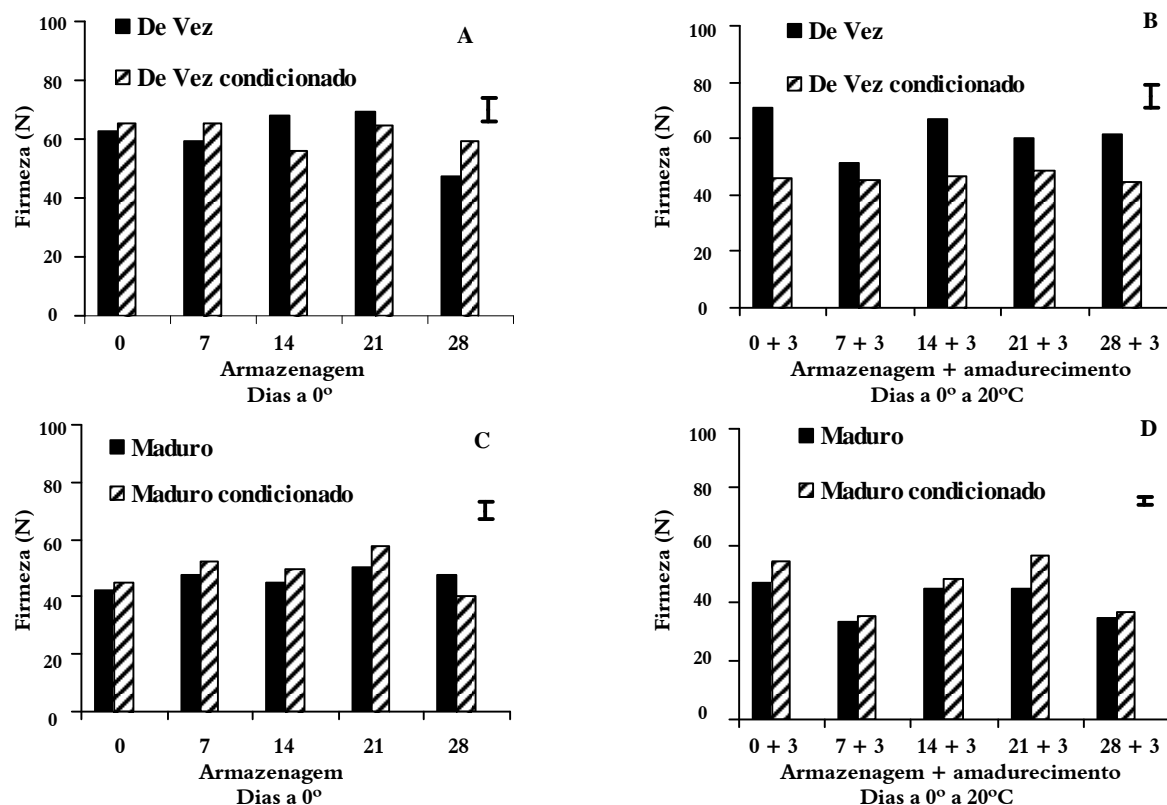 A
De Vez
De Vez condicionado
Firmeza (N)
100
80
60
40
20
0
0 7 14 21 28
Armazenagem
Dias a 0º
B
De Vez
De Vez condicionado
Firmeza (N)
100
80
60
40
20
0
0 + 3 7 + 3 14 + 3 21 + 3 28 + 3
Armazenagem + amadurecimento
Dias a 0º a 20ºC
C
Maduro
Maduro condicionado
Firmeza (N)
100
80
60
40
20
0
0 7 14 21 28
Armazenagem
Dias a 0º
D
Maduro
Maduro condicionado
Firmeza (N)
100
80
60
40
20
0
0 + 3 7 + 3 14 + 3 21 + 3 28 + 3
Armazenagem + amadurecimento
Dias a 0º a 20ºC